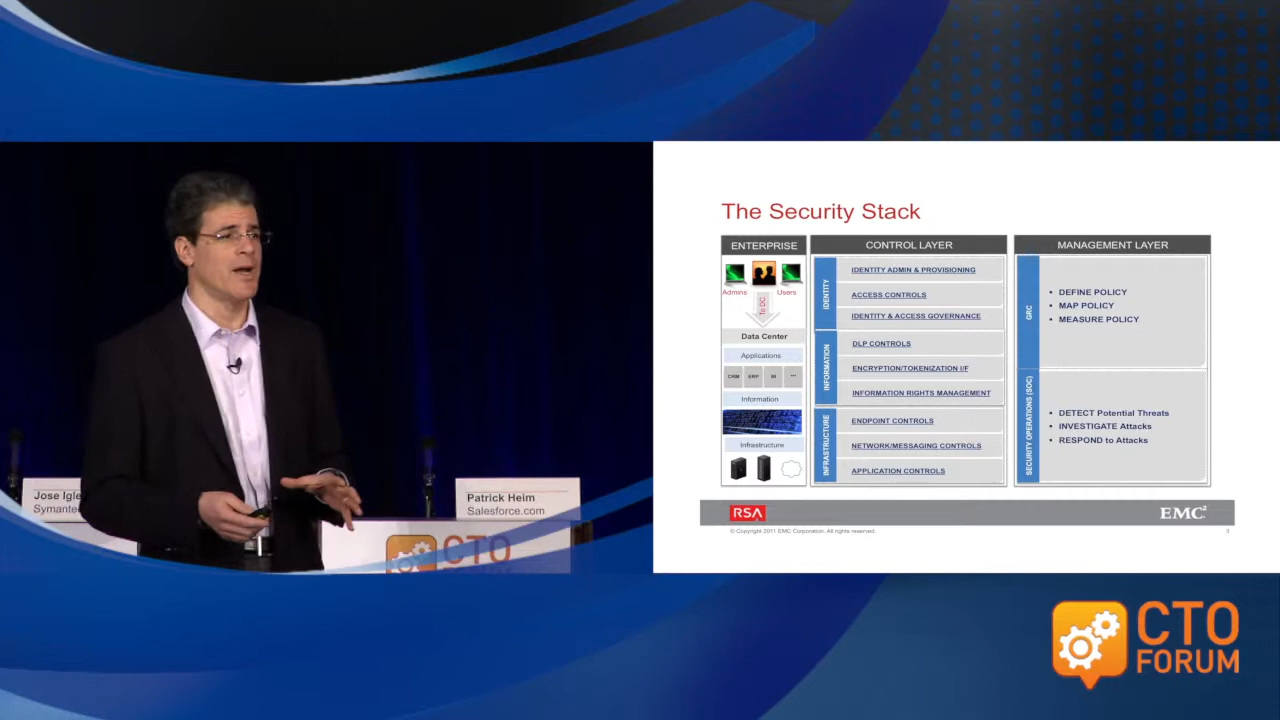 Jose Igle
Symante
Patrick Heim
Salesforce.com
CTO
The Security Stack
ENTERPRISE
Admins
Users
To DC
Data Center
Applications
CRM
ERP
BI
...
Information
Infrastructure
CONTROL LAYER
IDENTITY
IDENTITY ADMIN & PROVISIONING
ACCESS CONTROLS
IDENTITY & ACCESS GOVERNANCE
INFORMATION
DLP CONTROLS
ENCRYPTION/TOKENIZATION I/F
INFORMATION RIGHTS MANAGEMENT
INFRASTRUCTURE
ENDPOINT CONTROLS
NETWORK/MESSAGING CONTROLS
APPLICATION CONTROLS
MANAGEMENT LAYER
GRC
• DEFINE POLICY
• MAP POLICY
• MEASURE POLICY
SECURITY OPERATIONS (SOC)
• DETECT Potential Threats
• INVESTIGATE Attacks
• RESPOND to Attacks
RSA
EMC²
© Copyright 2011 EMC Corporation. All rights reserved.
3
CTO
FORUM